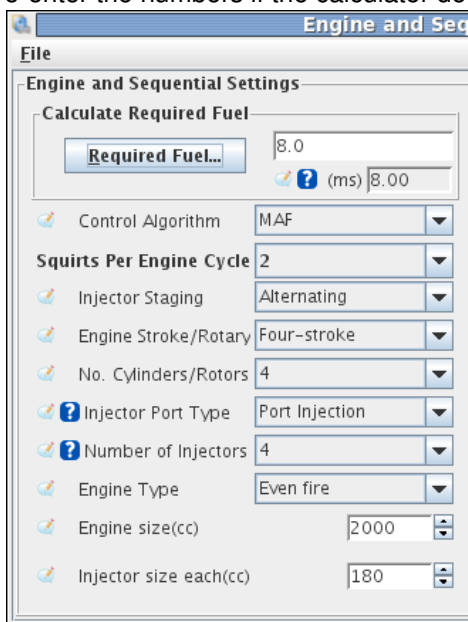 Engine and Seq
File
Engine and Sequential Settings
Calculate Required Fuel
Required Fuel...
8.0
(ms) 8.00
Control Algorithm MAF
Squirts Per Engine Cycle 2
Injector Staging Alternating
Engine Stroke/Rotary Four-stroke
No. Cylinders/Rotors 4
? Injector Port Type Port Injection
? Number of Injectors 4
Engine Type Even fire
Engine size(cc) 2000
Injector size each(cc) 180